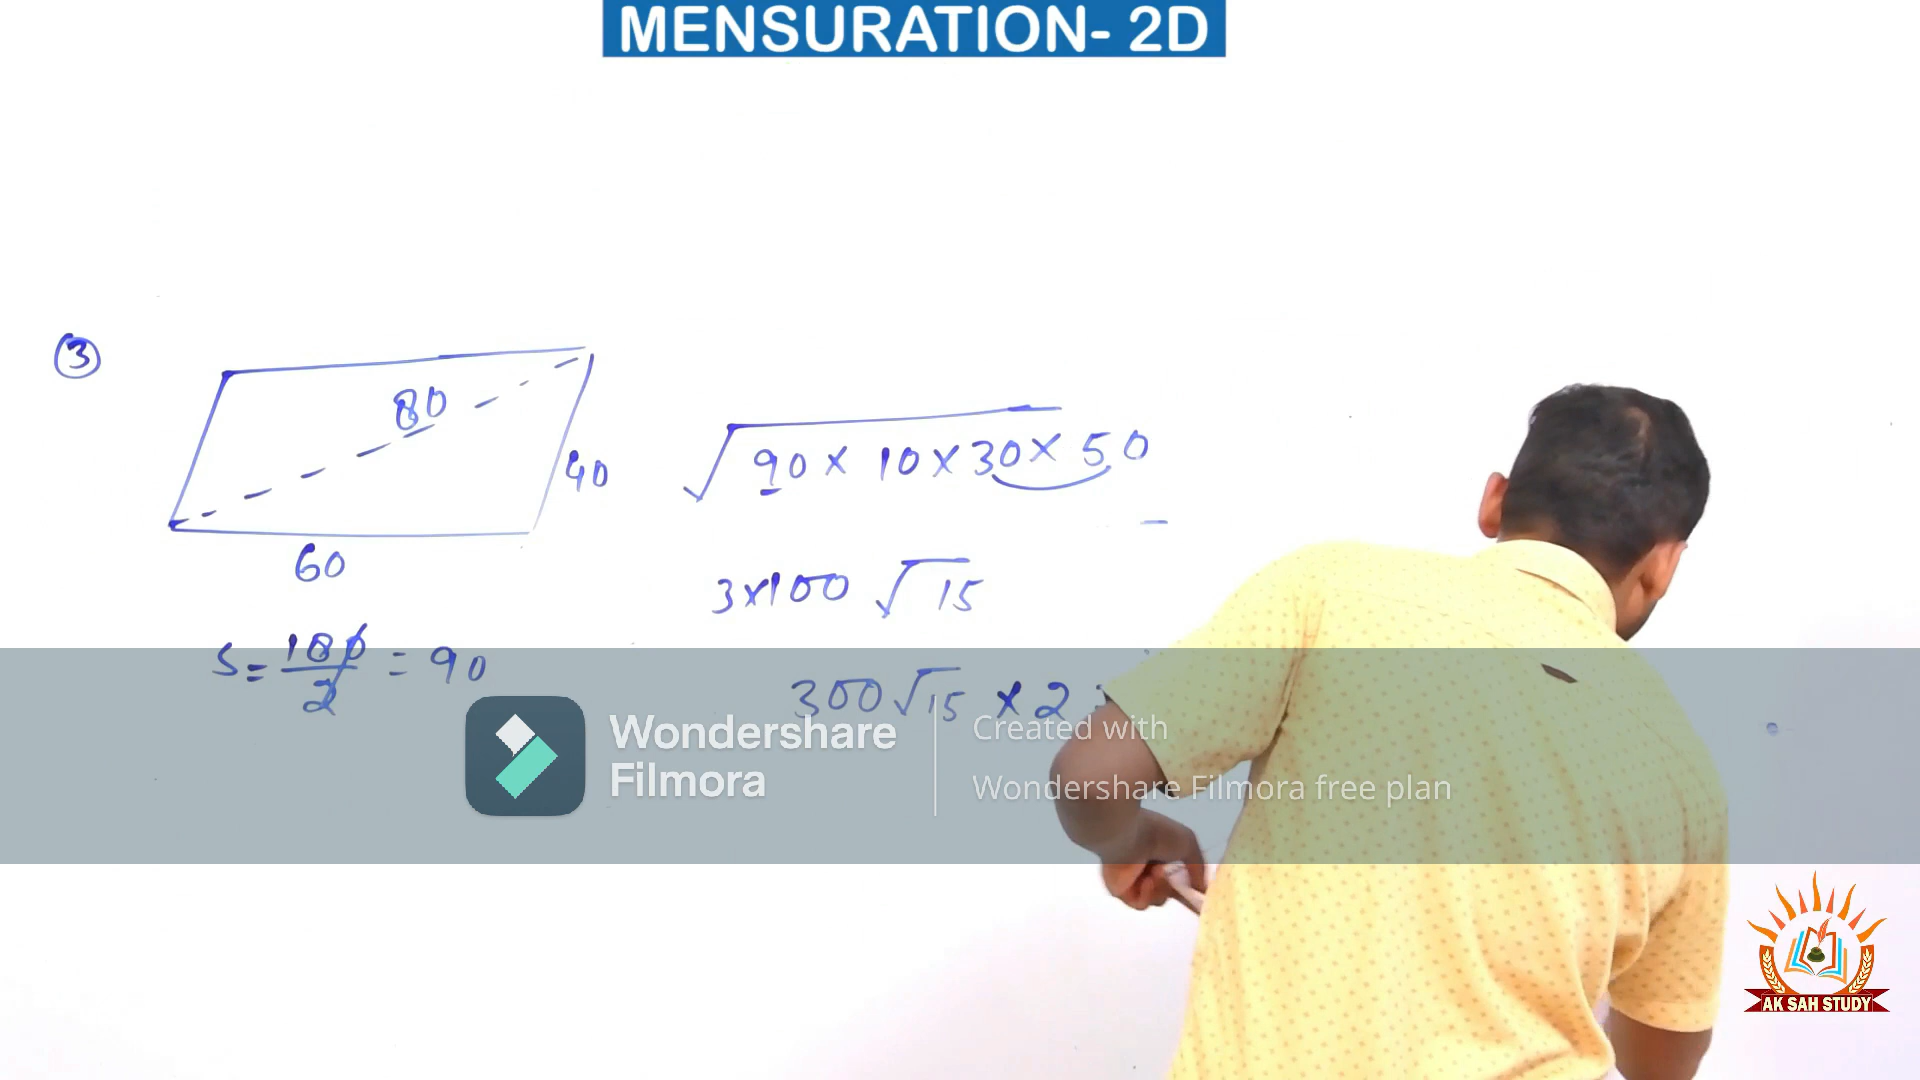 MENSURATION- 2D
③
80
40
60
√90 × 10 × 30 × 50
3×100 √15
S = 180/2 = 90
300√15 × 2
Wondershare
Filmora
Created with
Wondershare Filmora free plan
AK SAH STUDY